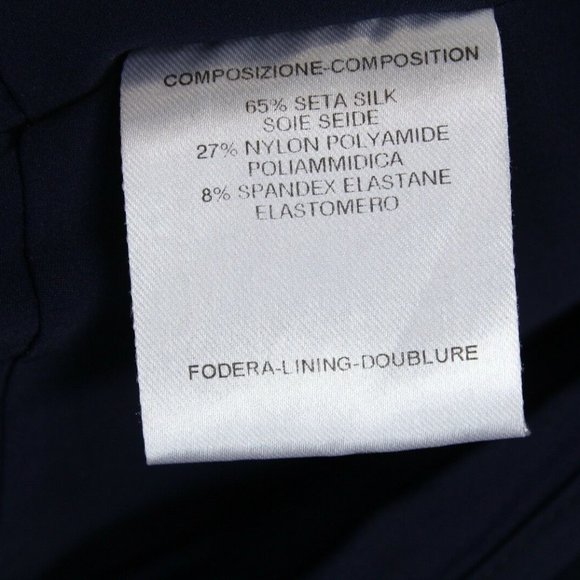 COMPOSIZIONE-COMPOSITION
65% SETA SILK
SOIE SEIDE
27% NYLON POLYAMIDE
POLIAMMIDICA
8% SPANDEX ELASTANE
ELASTOMERO
FODERA-LINING-DOUBLURE